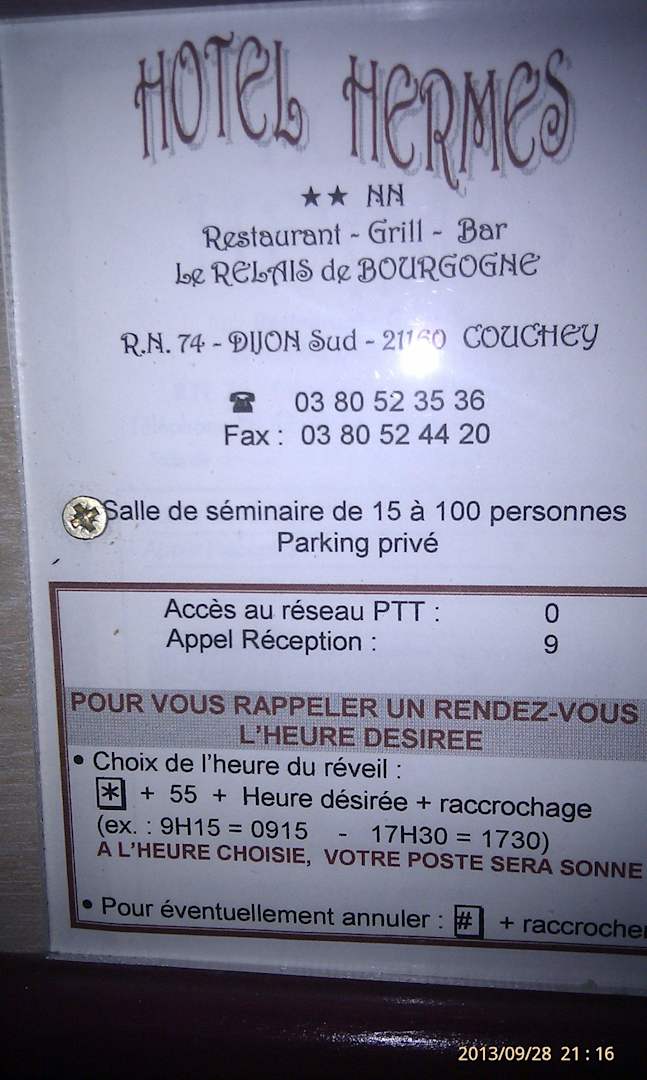 HOTEL HERMES
★★ NN
Restaurant - Grill - Bar
Le RELAIS de BOURGOGNE
R.N. 74 - DIJON Sud - 21160 COUCHEY
☎ 03 80 52 35 36
Fax : 03 80 52 44 20
Salle de séminaire de 15 à 100 personnes
Parking privé
Accès au réseau PTT : 0
Appel Réception : 9
POUR VOUS RAPPELER UN RENDEZ-VOUS
L'HEURE DESIREE
• Choix de l'heure du réveil :
* + 55 + Heure désirée + raccrochage
(ex. : 9H15 = 0915 - 17H30 = 1730)
A L'HEURE CHOISIE, VOTRE POSTE SERA SONNE
• Pour éventuellement annuler : # + raccrocher
2013/09/28 21:16